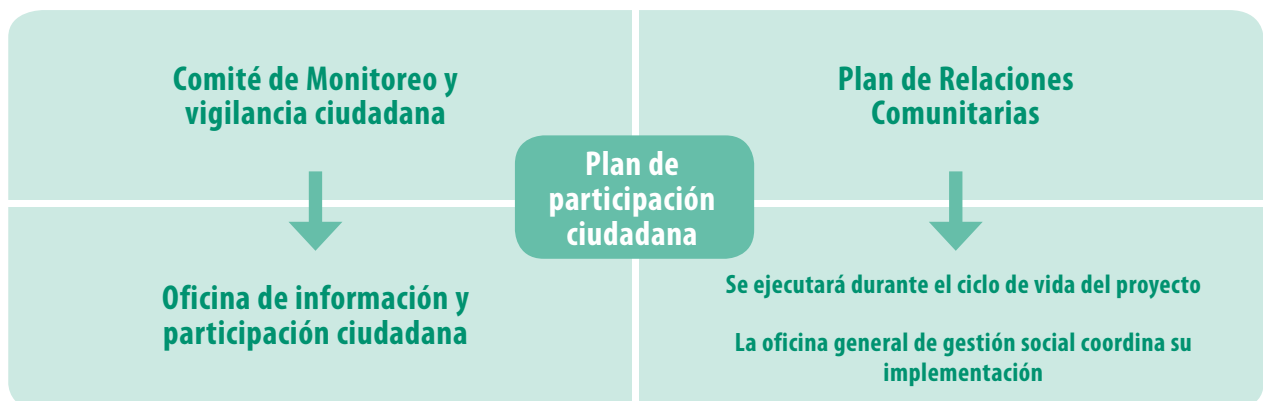 Comité de Monitoreo y
vigilancia ciudadana
Plan de Relaciones
Comunitarias
Plan de
participación
ciudadana
Oficina de información y
participación ciudadana
Se ejecutará durante el ciclo de vida del proyecto
La oficina general de gestión social coordina su
implementación